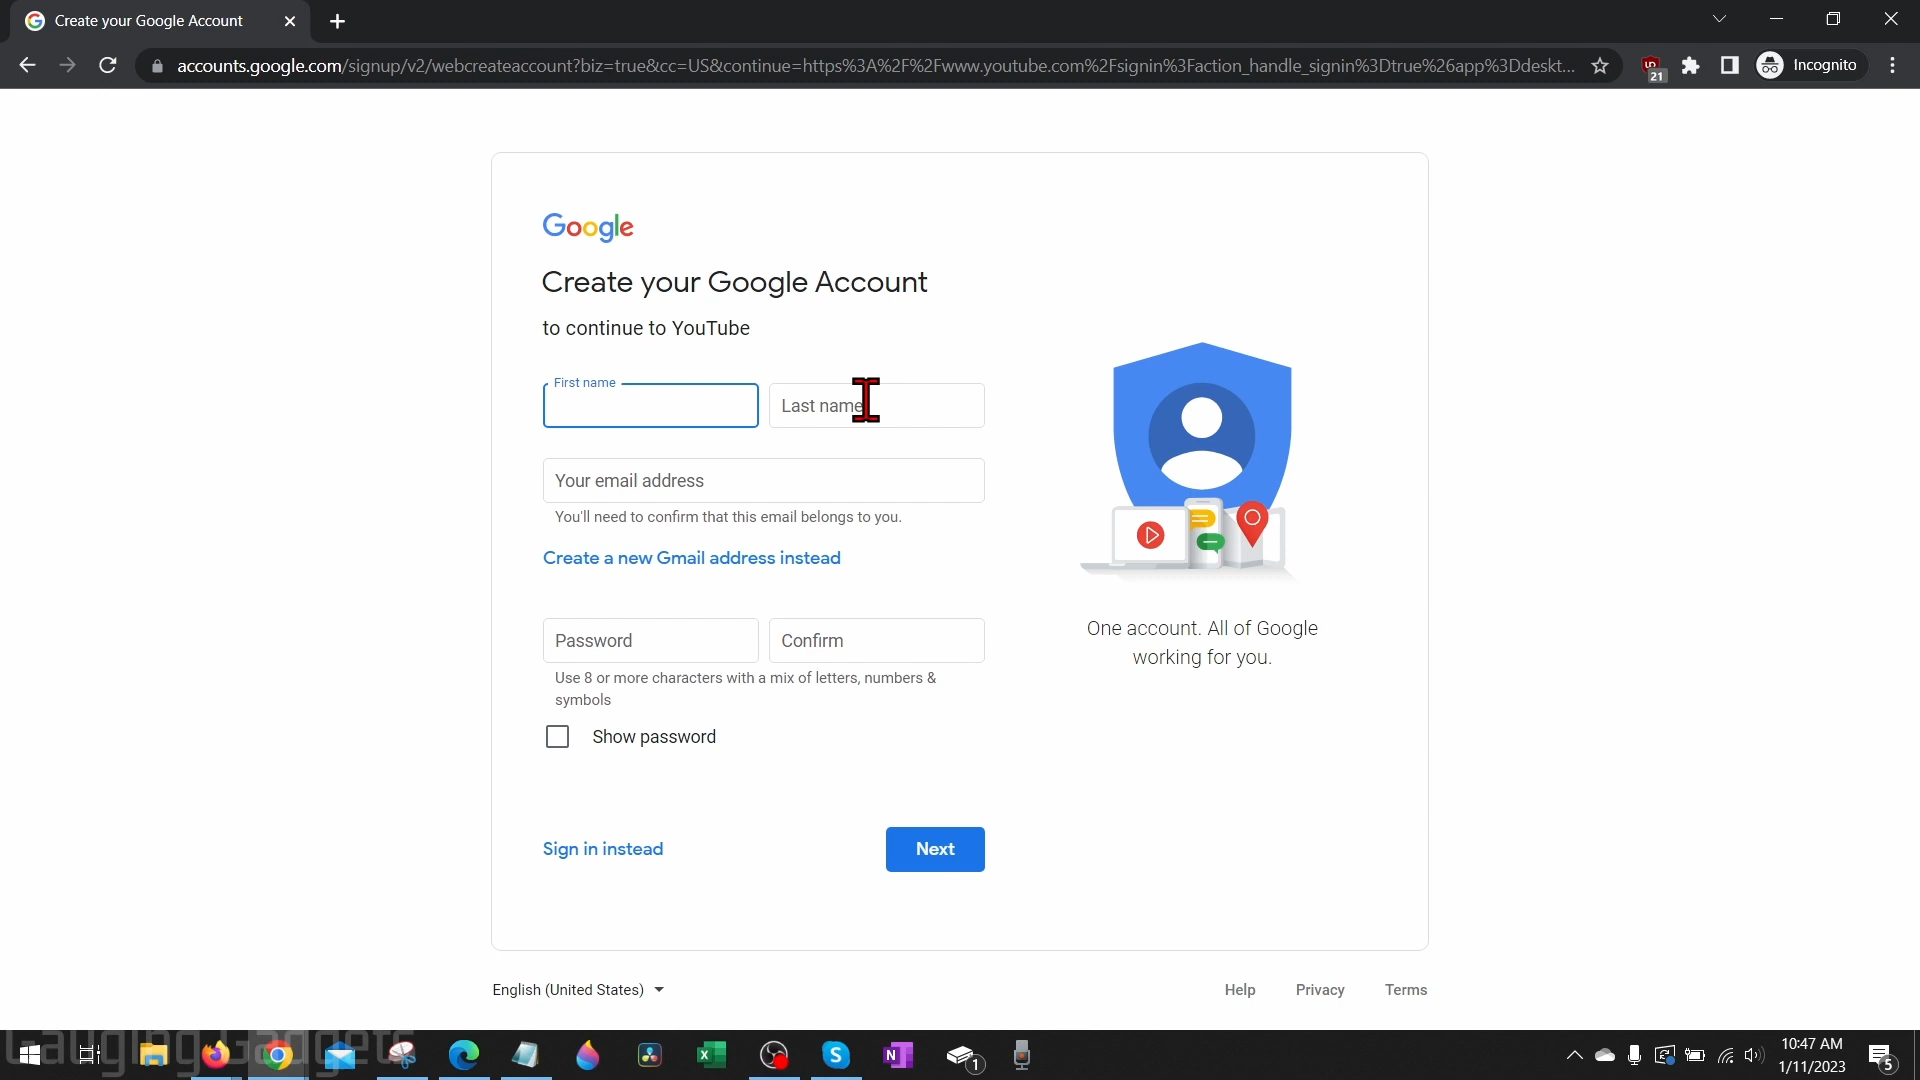 Create your Google Account
accounts.google.com/signup/v2/webcreateaccount?biz=true&cc=US&continue=https%3A%2F%2Fwww.youtube.com%2Fsignin%3Faction_handle_signin%3Dtrue%26app%3Ddeskt...
21
Incognito
Google
Create your Google Account
to continue to YouTube
First name
Last name
Your email address
You'll need to confirm that this email belongs to you.
Create a new Gmail address instead
Password
Confirm
Use 8 or more characters with a mix of letters, numbers &
symbols
Show password
One account. All of Google
working for you.
Sign in instead
Next
English (United States)
Help
Privacy
Terms
Gauging Gadgets
1
10:47 AM
1/11/2023
5